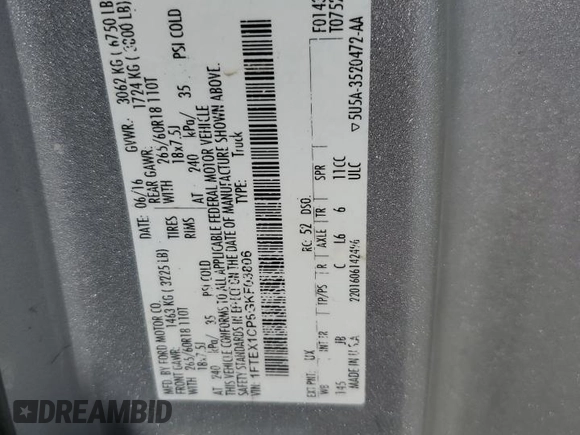 MFD. BY FORD MOTOR CO.
DATE: 06/16 GVWR: 3062 KG ( 6750 LB
FRONT GAWR: 1463 KG ( 3225 LB) REAR GAWR: 1724 KG ( 3800 LB)
WITH 265/60R18 110T TIRES WITH 265/60R18 110T
18x7.5J RIMS 18x7.5J
AT 240 kPa/ 35 PSI COLD AT 240 kPa/ 35 PSI COLD
THIS VEHICLE CONFORMS TO ALL APPLICABLE FEDERAL MOTOR VEHICLE
SAFETY STANDARDS IN EFFECT ON THE DATE OF MANUFACTURE SHOWN ABOVE.
VIN: 1FTEX1CP5GKF03806 TYPE: Truck
F0143
T0752
EXT PNT: UX RC: 52 DSO:
WB INT TR TP/PS R AXLE TR SPR
145 JB C L6 6 11CC
ULC
MADE IN U.S.A. 22016061424% ▽5U5A-3520472-AA
FiRSTBID